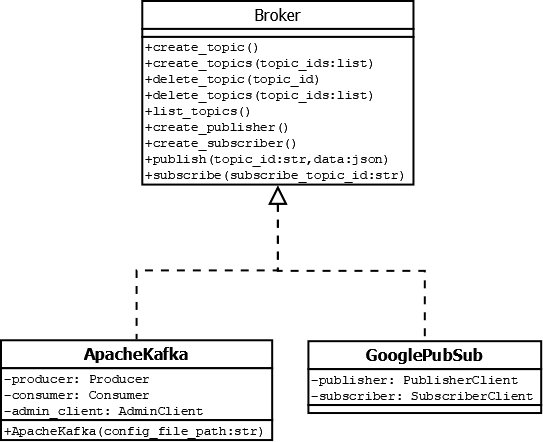 Broker
+create_topic()
+create_topics(topic_ids:list)
+delete_topic(topic_id)
+delete_topics(topic_ids:list)
+list_topics()
+create_publisher()
+create_subscriber()
+publish(topic_id:str,data:json)
+subscribe(subscribe_topic_id:str)
ApacheKafka
-producer: Producer
-consumer: Consumer
-admin_client: AdminClient
+ApacheKafka(config_file_path:str)
GooglePubSub
-publisher: PublisherClient
-subscriber: SubscriberClient